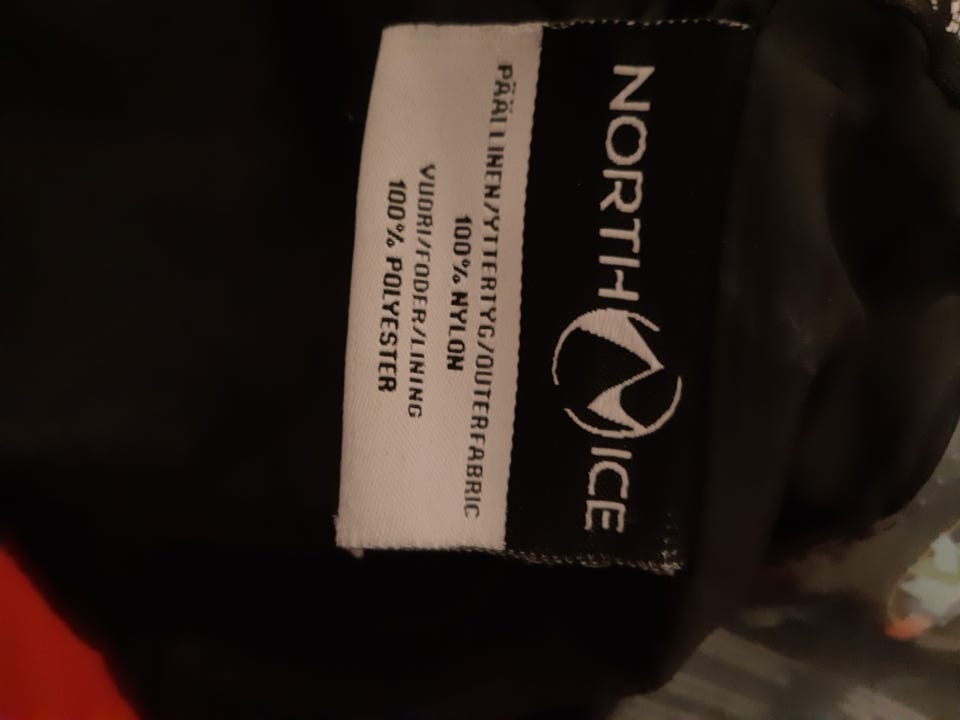 NORTH ICE
PÄÄLLINEN/YTTERTYG/OUTERFABRIC
100% NYLON
VUORI/FODER/LINING
100% POLYESTER